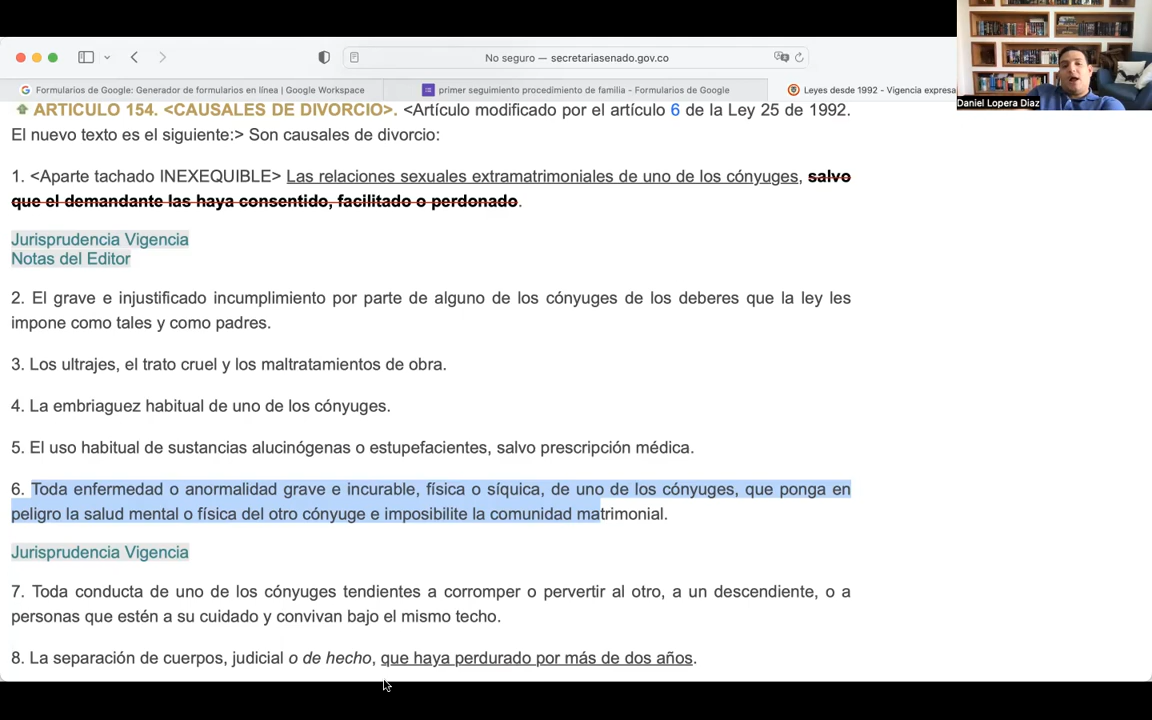 No seguro — secretariasenado.gov.co
Formularios de Google: Generador de formularios en línea | Google Workspace
primer seguimiento procedimiento de familia - Formularios de Google
Leyes desde 1992 - Vigencia expresa
Daniel Lopera Diaz
ARTICULO 154. <CAUSALES DE DIVORCIO>. <Artículo modificado por el artículo 6 de la Ley 25 de 1992.
El nuevo texto es el siguiente:> Son causales de divorcio:
1. <Aparte tachado INEXEQUIBLE> Las relaciones sexuales extramatrimoniales de uno de los cónyuges, salvo
que el demandante las haya consentido, facilitado o perdonado.
Jurisprudencia Vigencia
Notas del Editor
2. El grave e injustificado incumplimiento por parte de alguno de los cónyuges de los deberes que la ley les
impone como tales y como padres.
3. Los ultrajes, el trato cruel y los maltratamientos de obra.
4. La embriaguez habitual de uno de los cónyuges.
5. El uso habitual de sustancias alucinógenas o estupefacientes, salvo prescripción médica.
6. Toda enfermedad o anormalidad grave e incurable, física o síquica, de uno de los cónyuges, que ponga en
peligro la salud mental o física del otro cónyuge e imposibilite la comunidad matrimonial.
Jurisprudencia Vigencia
7. Toda conducta de uno de los cónyuges tendientes a corromper o pervertir al otro, a un descendiente, o a
personas que estén a su cuidado y convivan bajo el mismo techo.
8. La separación de cuerpos, judicial o de hecho, que haya perdurado por más de dos años.